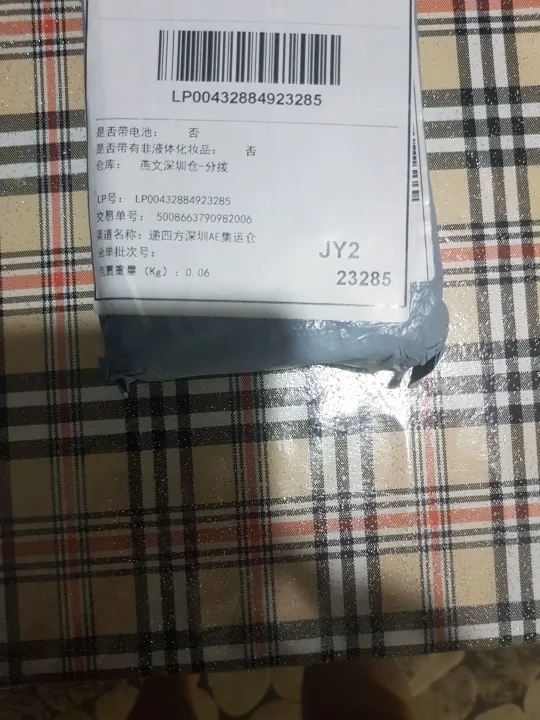 LP00432884923285
是否带电池： 否
是否带有非液体化妆品： 否
仓库： 燕文深圳仓-分拨
LP号： LP00432884923285
交易单号： 5008663790982006
渠道名称：递四方深圳AE集运仓
合单批次号：
包裹重量（Kg）：0.06
JY2
23285